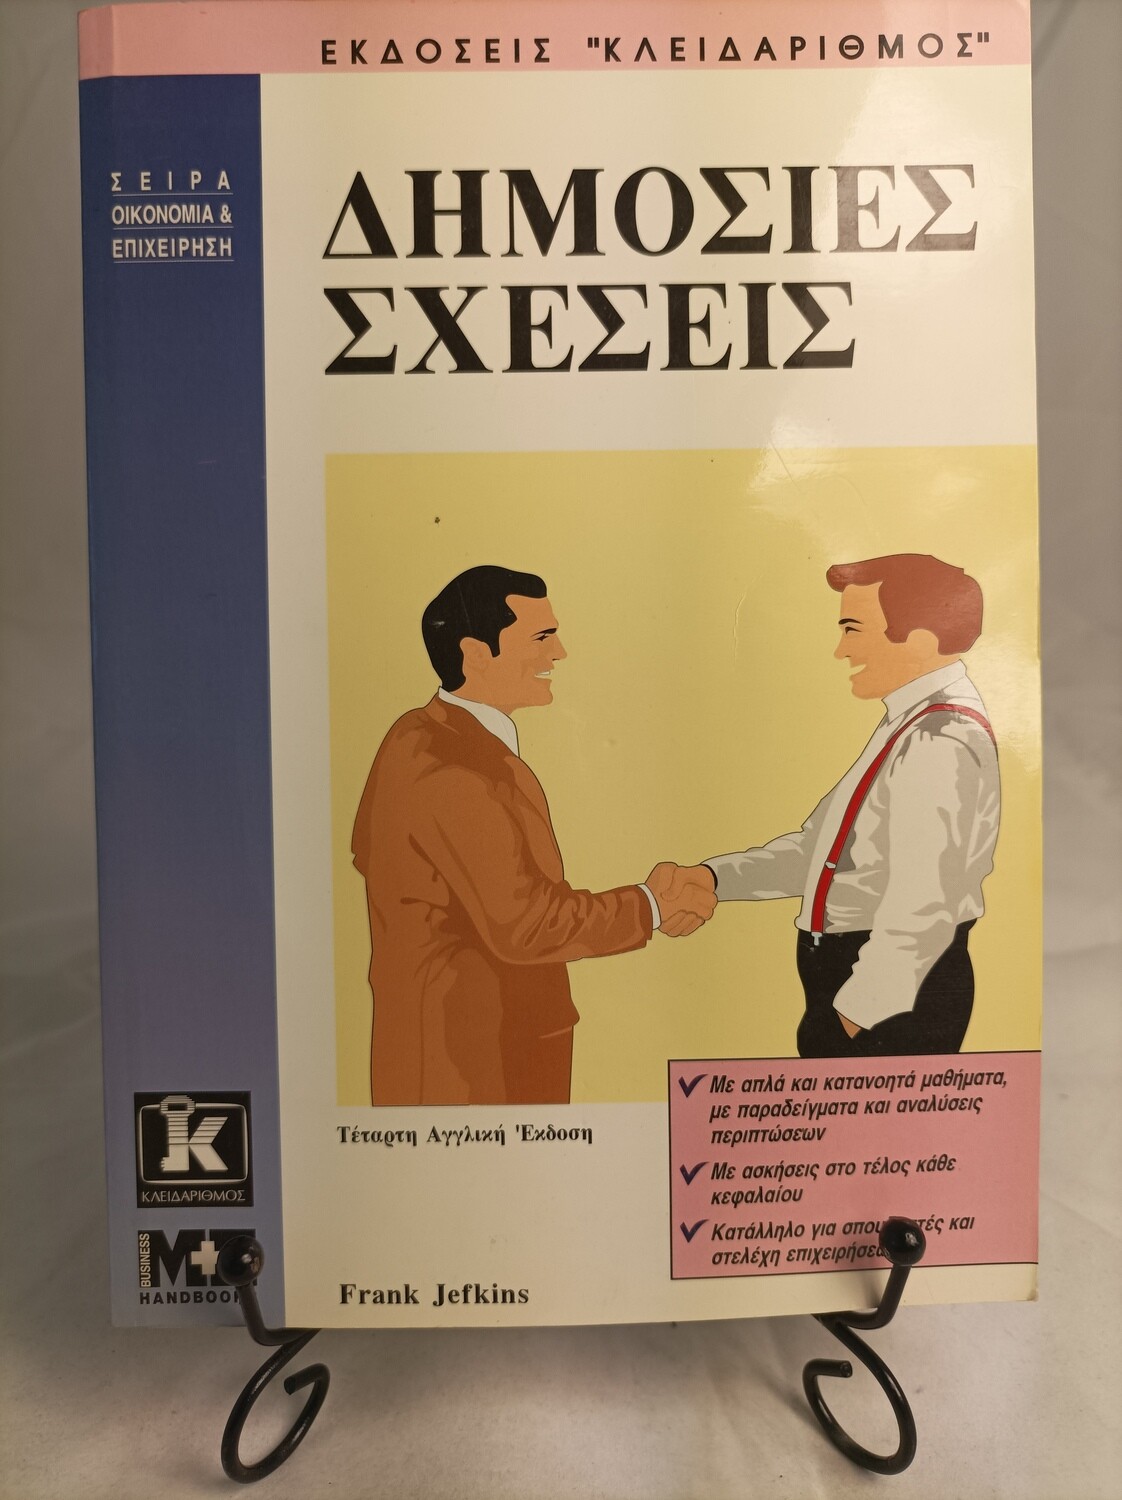 ΕΚΔΟΣΕΙΣ "ΚΛΕΙΔΑΡΙΘΜΟΣ"
ΣΕΙΡΑ
ΟΙΚΟΝΟΜΙΑ &
ΕΠΙΧΕΙΡΗΣΗ
ΔΗΜΟΣΙΕΣ
ΣΧΕΣΕΙΣ
Με απλά και κατανοητά μαθήματα,
με παραδείγματα και αναλύσεις
περιπτώσεων
Με ασκήσεις στο τέλος κάθε
κεφαλαίου
Κατάλληλο για και
στελέχη
Τέταρτη Αγγλική Έκδοση
Frank Jefkins
K
ΚΛΕΙΔΑΡΙΘΜΟΣ
BUSINESS